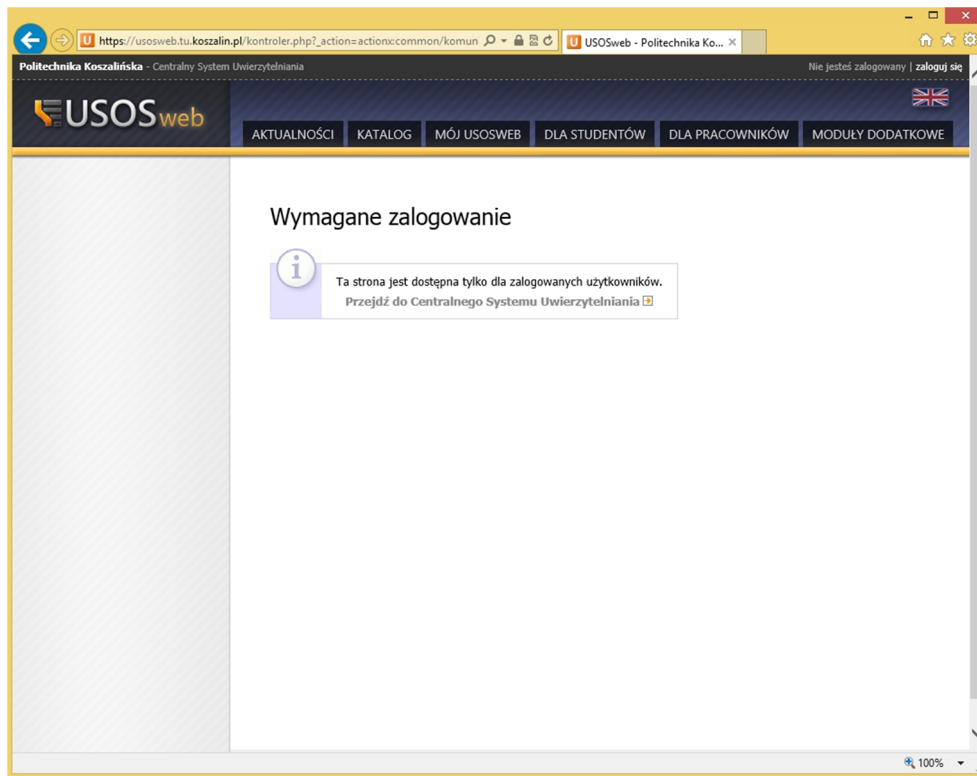 https://usosweb.tu.koszalin.pl/kontroler.php?_action=actionx:common/komun
USOSweb - Politechnika Ko...
Politechnika Koszalińska - Centralny System Uwierzytelniania
Nie jesteś zalogowany | zaloguj się
USOSweb
AKTUALNOŚCI KATALOG MÓJ USOSWEB DLA STUDENTÓW DLA PRACOWNIKÓW MODUŁY DODATKOWE
Wymagane zalogowanie
i
Ta strona jest dostępna tylko dla zalogowanych użytkowników.
Przejdź do Centralnego Systemu Uwierzytelniania
100%